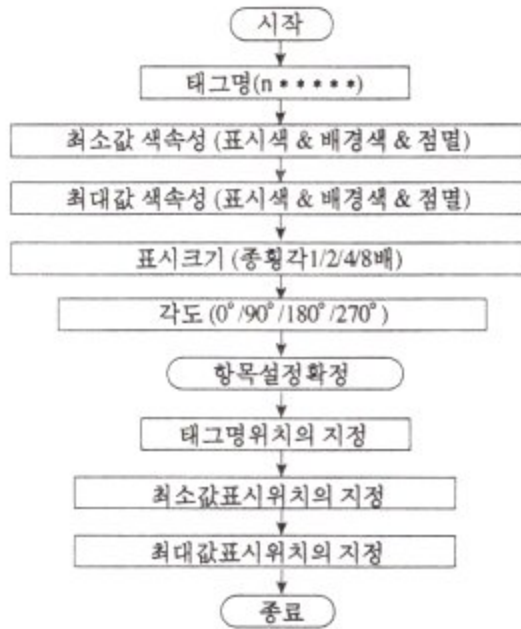 시작
태그명(n * * * * *)
최소값 색속성 (표시색 & 배경색 & 점멸)
최대값 색속성 (표시색 & 배경색 & 점멸)
표시크기 (종횡각1/2/4/8배)
각도 (0°/90°/180°/270°)
항목설정확정
태그명위치의 지정
최소값표시위치의 지정
최대값표시위치의 지정
종료